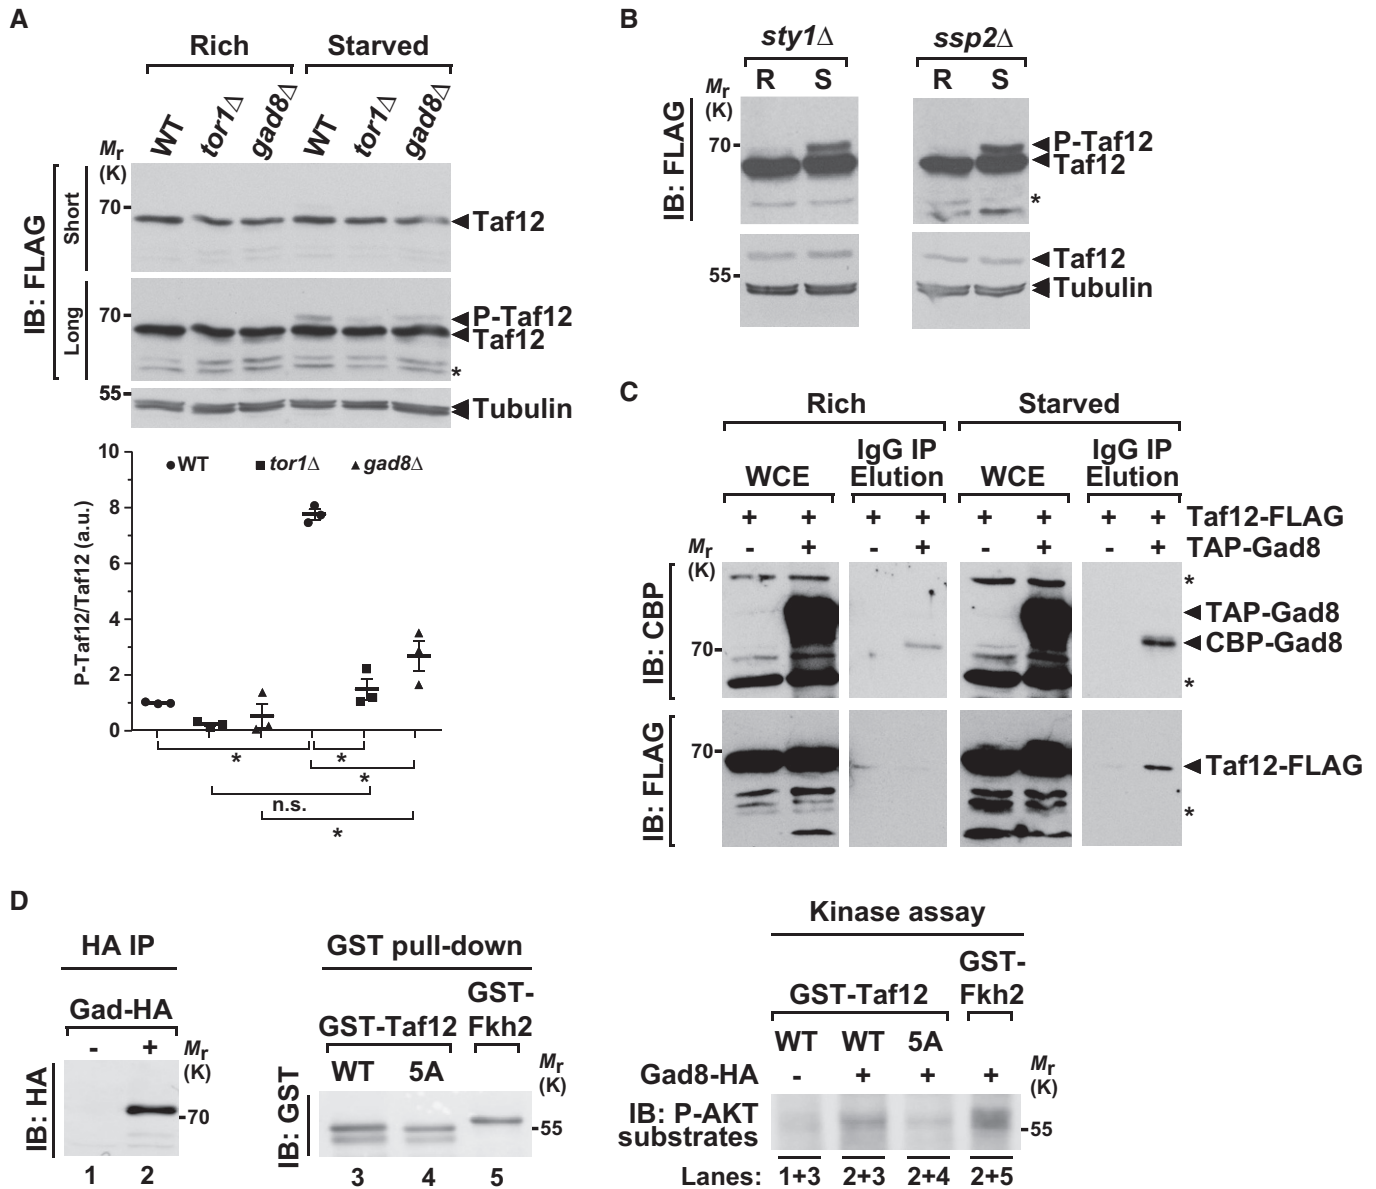 A
Rich Starved
WT tor1Δ gad8Δ WT tor1Δ gad8Δ
Mr
(K)
IB: FLAG
Short
70
Taf12
Long
70
P-Taf12
Taf12
*
55
Tubulin
10
8
6
4
2
0
P-Taf12/Taf12 (a.u.)
WT tor1Δ gad8Δ
* *
*
n.s.
*
B
sty1Δ ssp2Δ
R S R S
Mr
(K)
IB: FLAG
70
P-Taf12
Taf12
*
Taf12
55
Tubulin
C
Rich Starved
WCE IgG IP Elution WCE IgG IP Elution
+ + + + + + + + Taf12-FLAG
- + - + - + - + TAP-Gad8
Mr
(K)
IB: CBP
*
TAP-Gad8
70
CBP-Gad8
*
IB: FLAG
70
Taf12-FLAG
*
D
HA IP
Gad-HA
- + Mr
(K)
IB: HA
70
1 2
GST pull-down
GST-Taf12 GST-Fkh2
WT 5A Mr
(K)
IB: GST
55
3 4 5
Kinase assay
GST-Taf12 GST-Fkh2
WT WT 5A
Gad8-HA - + + + Mr
(K)
IB: P-AKT
substrates
55
Lanes: 1+3 2+3 2+4 2+5